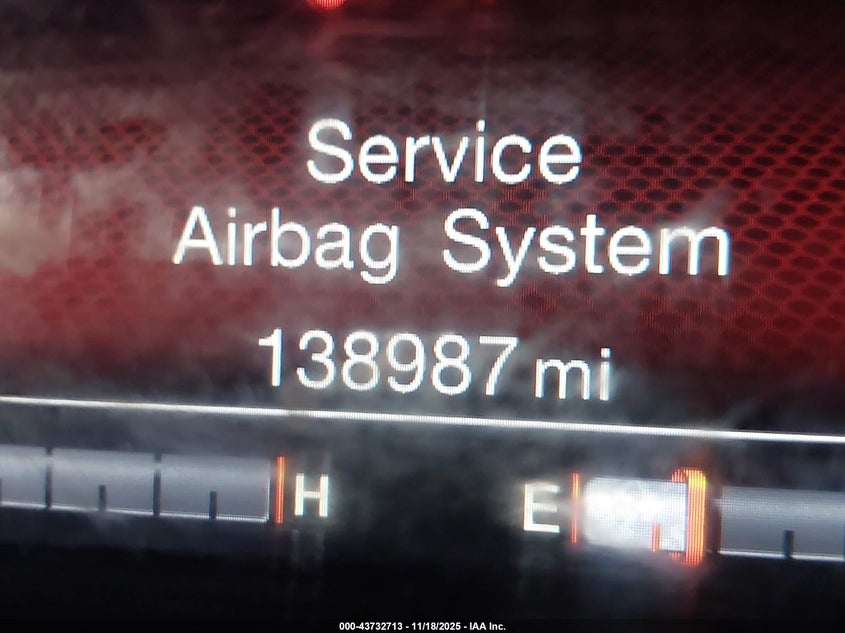 Service
Airbag System
138987 mi
H E
000-43732713 - 11/18/2025 - IAA Inc.